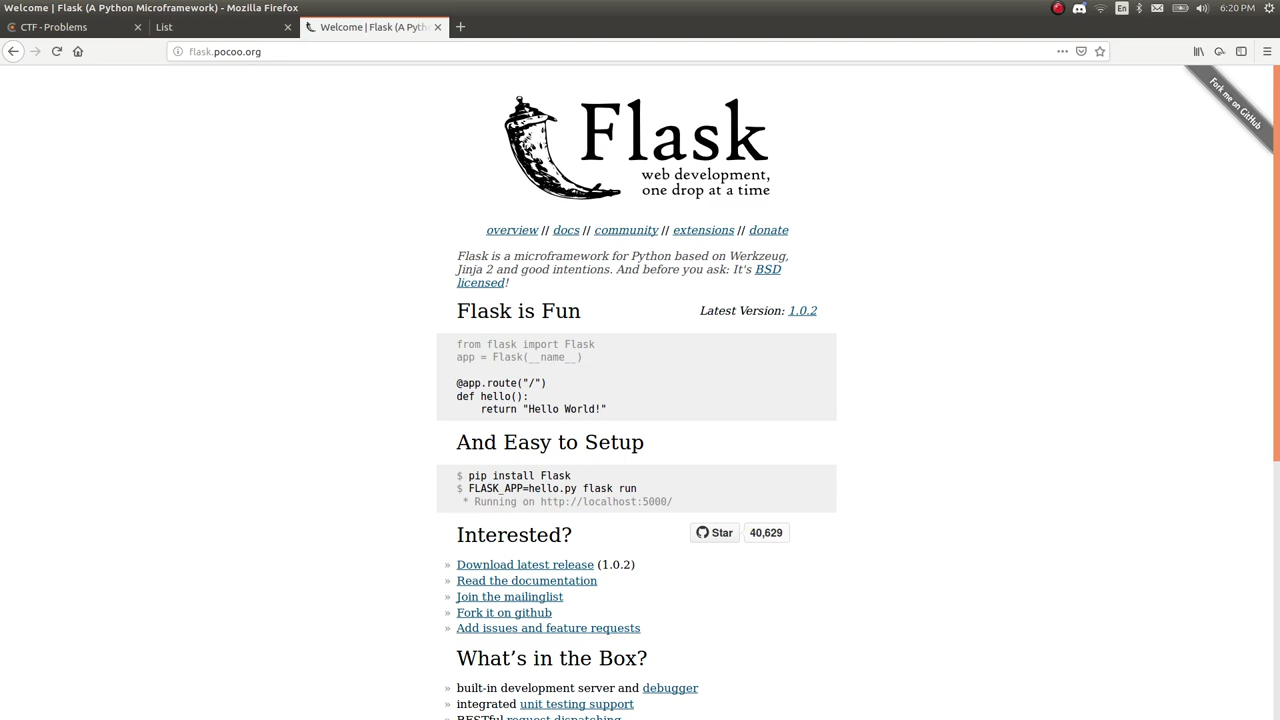 Welcome | Flask (A Python Microframework) - Mozilla Firefox
En
6:20 PM
CTF - Problems
List
Welcome | Flask (A Pyth
flask.pocoo.org
Fork me on GitHub
Flask
web development,
one drop at a time
overview // docs // community // extensions // donate
Flask is a microframework for Python based on Werkzeug,
Jinja 2 and good intentions. And before you ask: It's BSD
licensed!
Flask is Fun
Latest Version: 1.0.2
from flask import Flask
app = Flask(__name__)
@app.route("/")
def hello():
    return "Hello World!"
And Easy to Setup
$ pip install Flask
$ FLASK_APP=hello.py flask run
 * Running on http://localhost:5000/
Interested?
Star
40,629
» Download latest release (1.0.2)
» Read the documentation
» Join the mailinglist
» Fork it on github
» Add issues and feature requests
What’s in the Box?
» built-in development server and debugger
» integrated unit testing support
» RESTful request dispatching